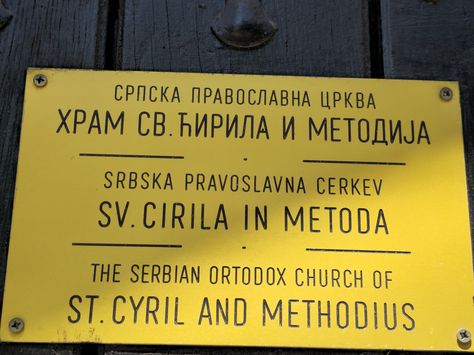 СРПСКА ПРАВОСЛАВНА ЦРКВА
ХРАМ СВ. ЋИРИЛА И МЕТОДИЈА
SRBSKA PRAVOSLAVNA CERKEV
SV. CIRILA IN METODA
THE SERBIAN ORTODOX CHURCH OF
ST. CYRIL AND METHODIUS